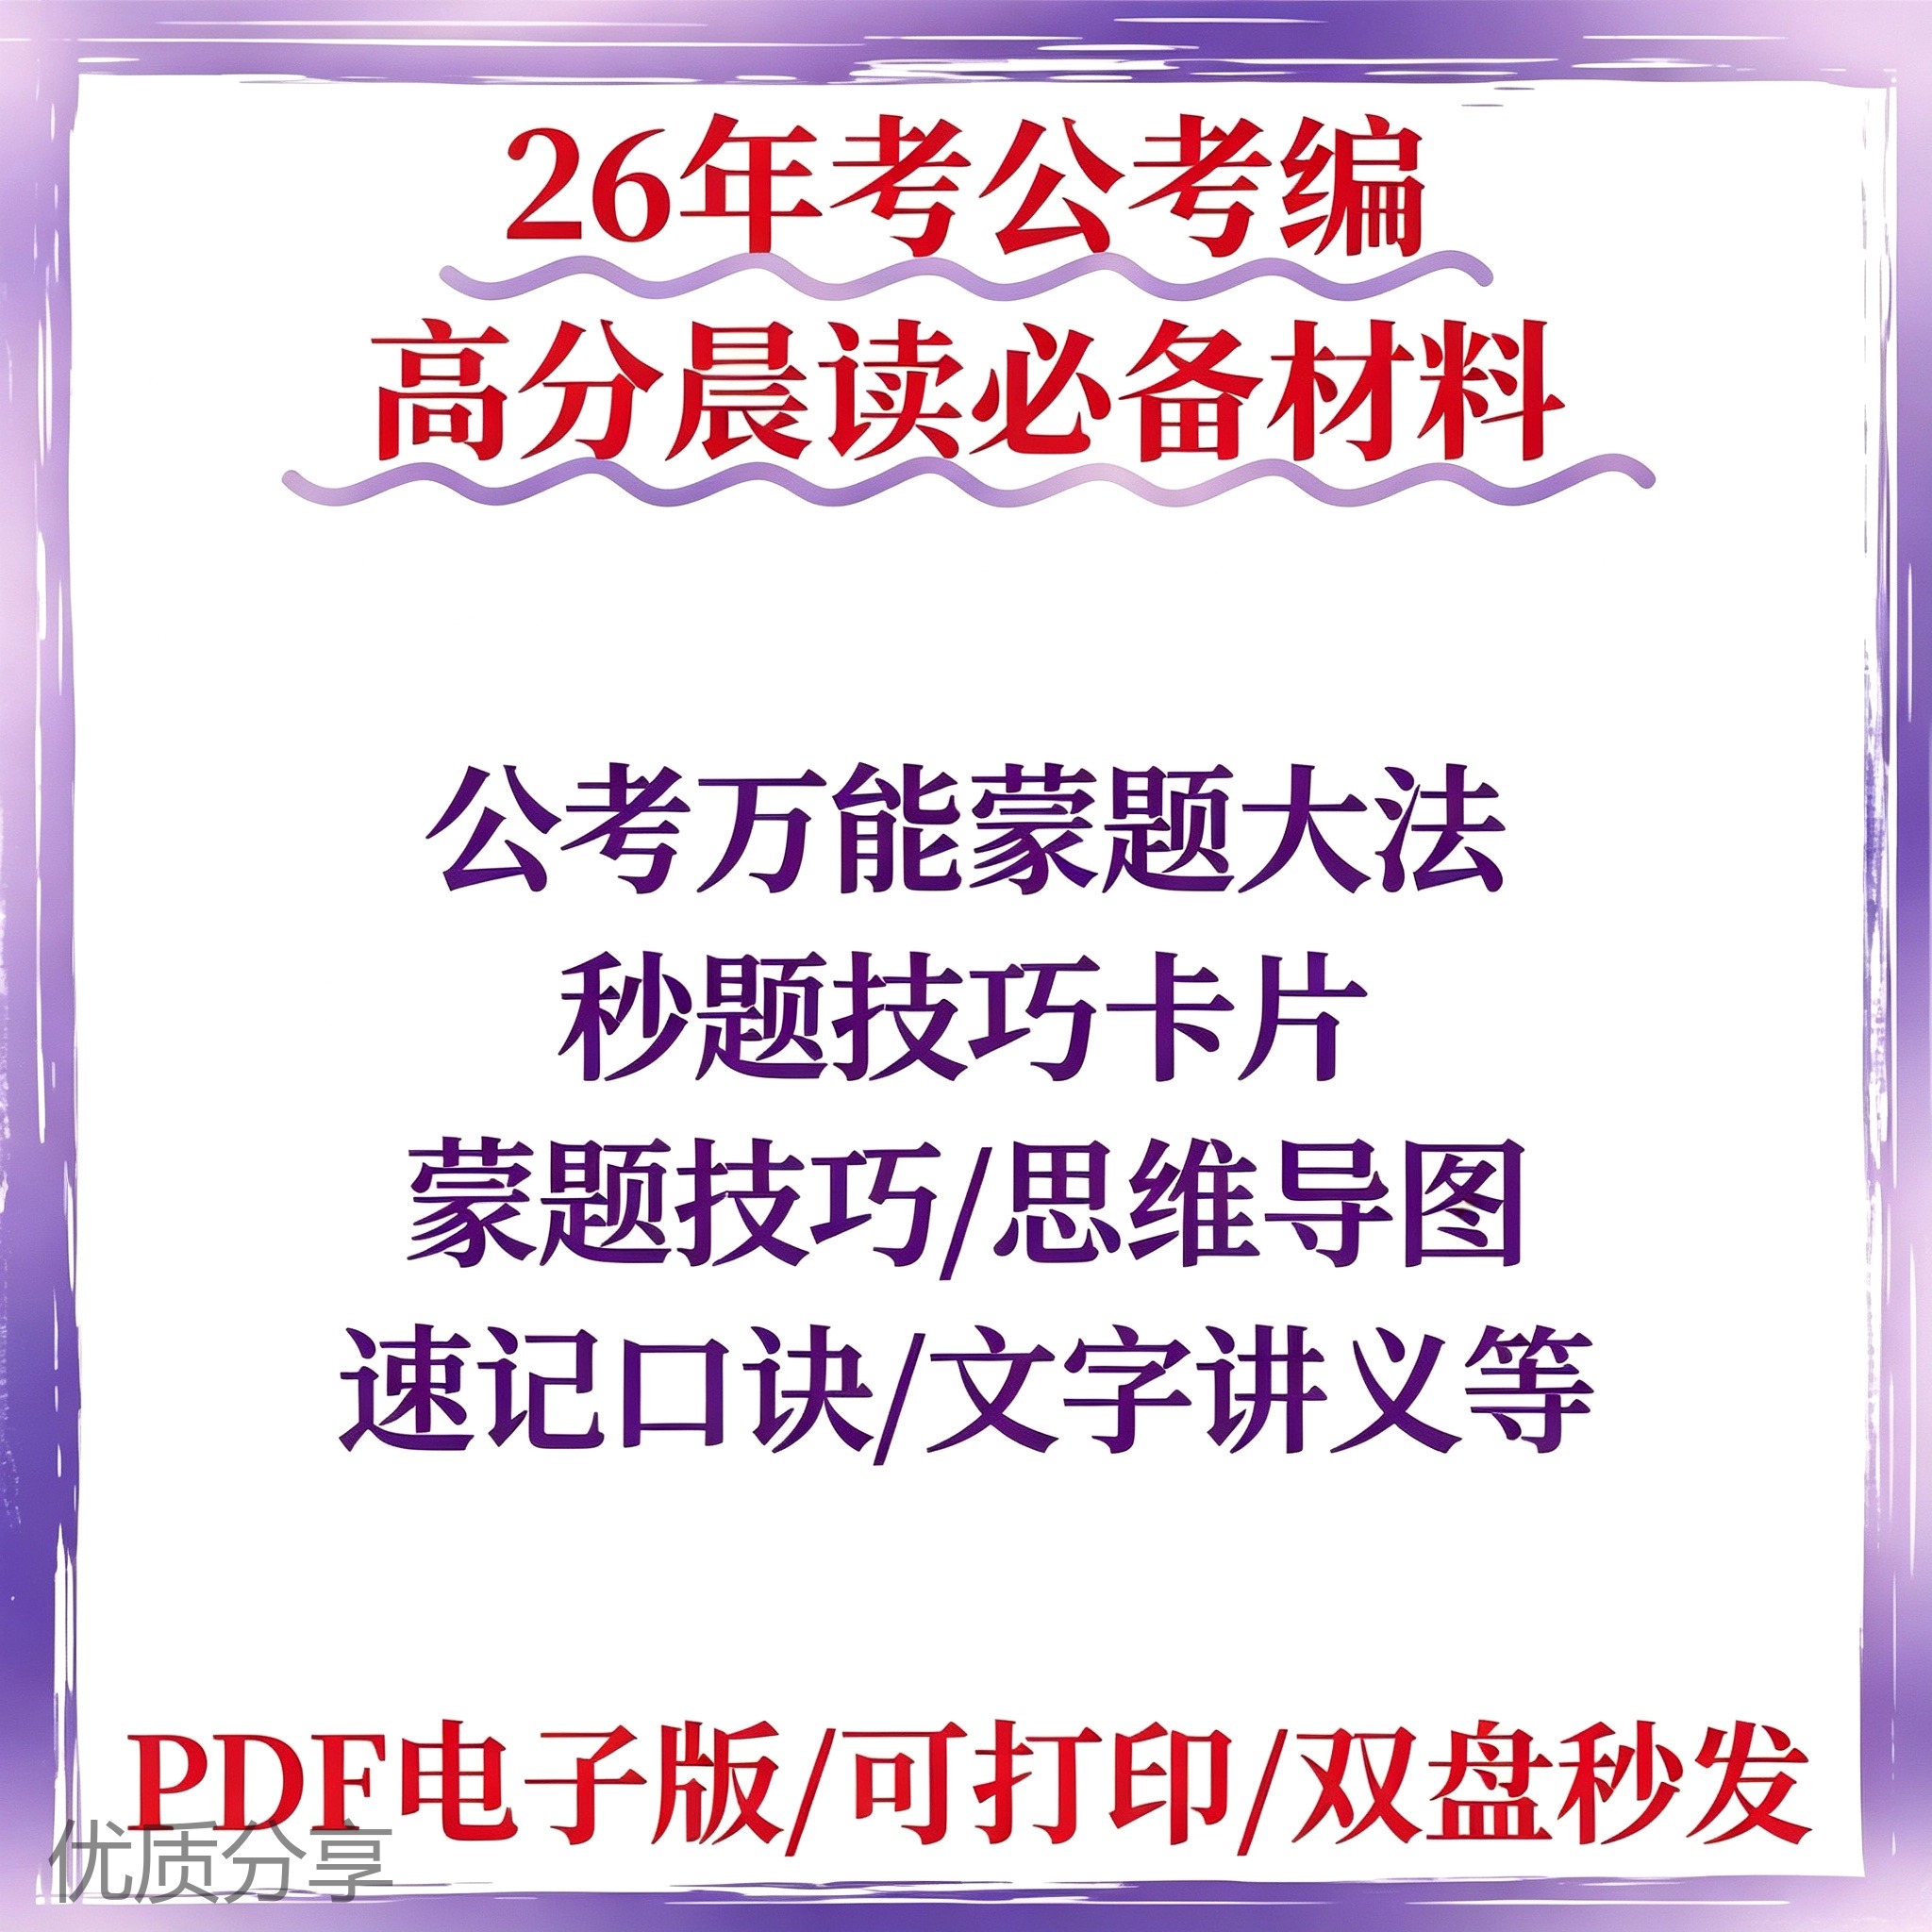 26年考公考编
高分晨读必备材料
公考万能蒙题大法
秒题技巧卡片
蒙题技巧/思维导图
速记口诀/文字讲义等
PDF电子版/可打印/双盘秒发
优质分享